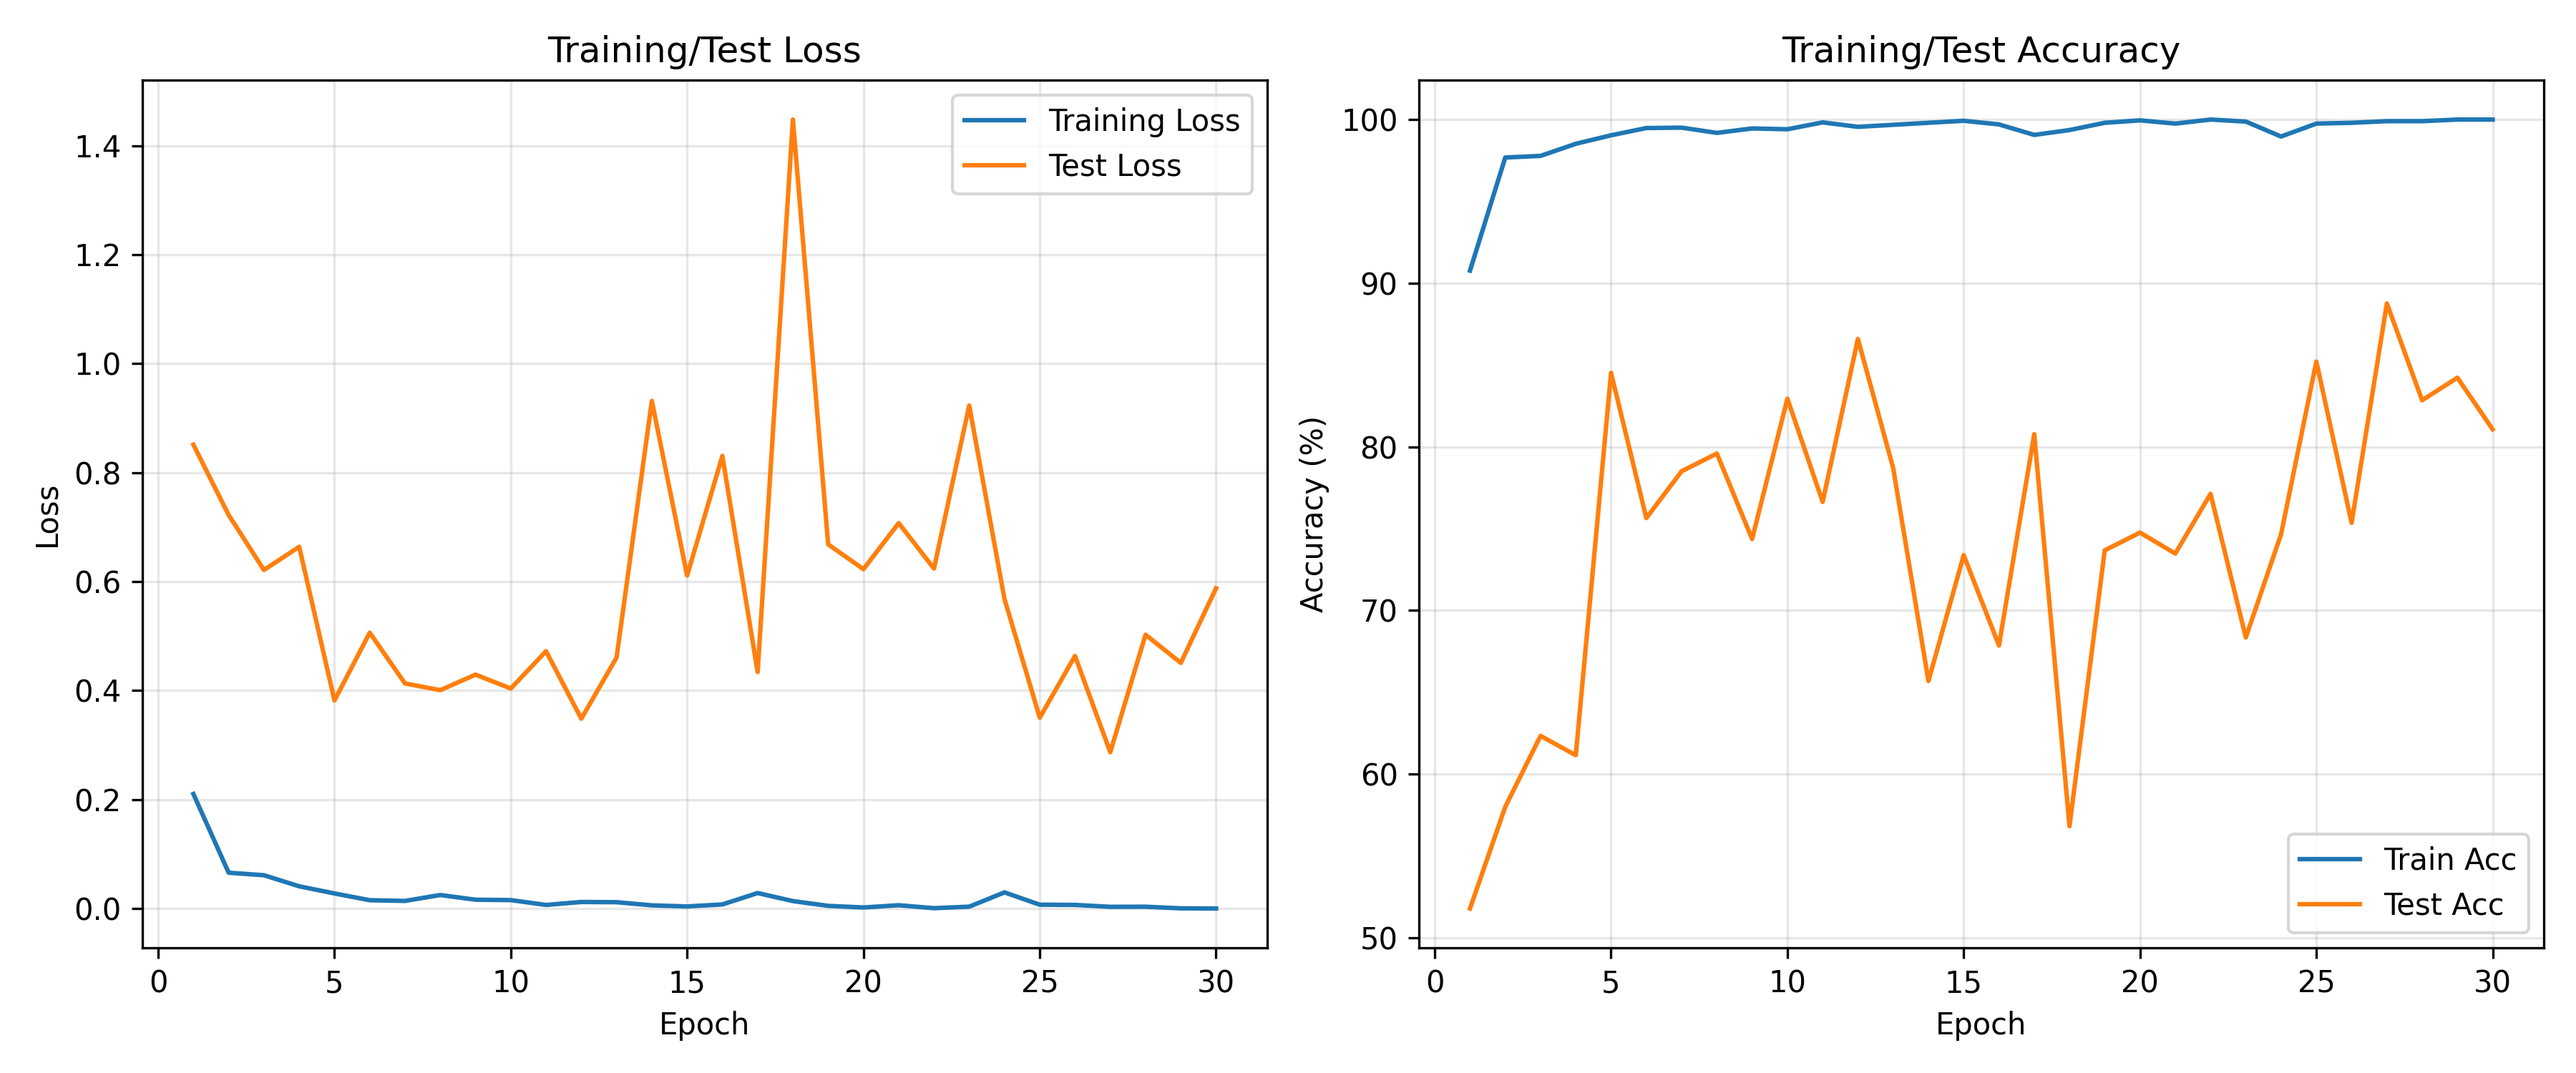 Training/Test Loss
Loss
1.4
1.2
1.0
0.8
0.6
0.4
0.2
0.0
0 5 10 15 20 25 30
Epoch
Training Loss
Test Loss
Training/Test Accuracy
Accuracy (%)
100
90
80
70
60
50
0 5 10 15 20 25 30
Epoch
Train Acc
Test Acc